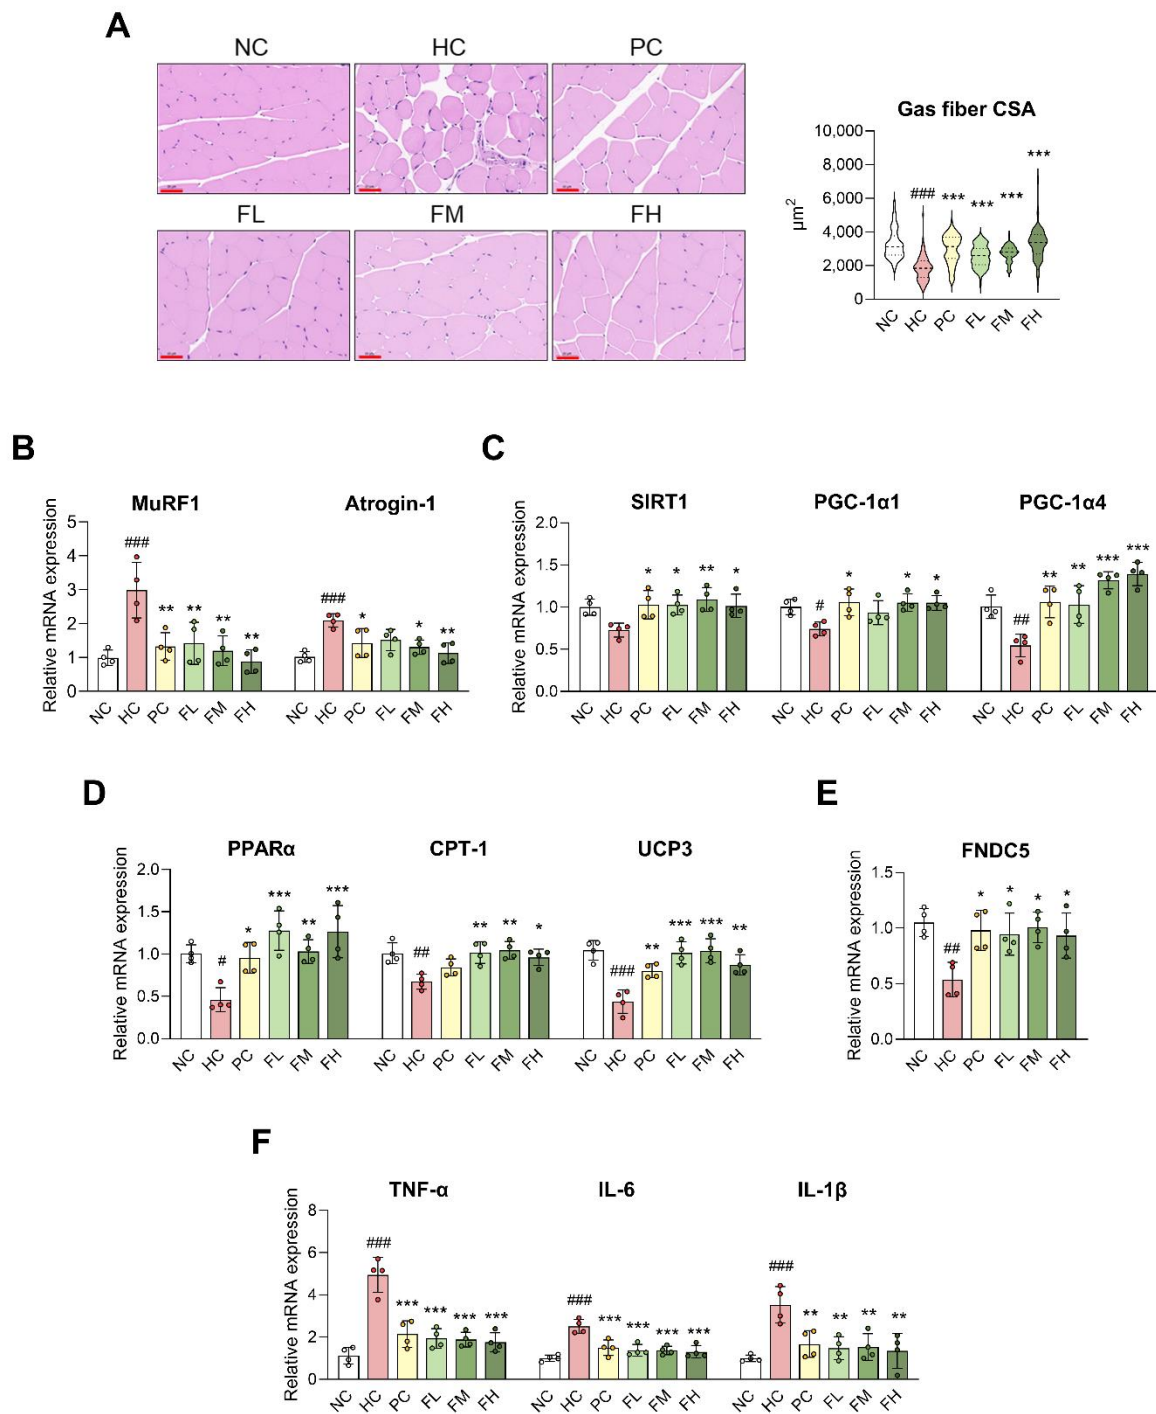 A
NC HC PC
FL FM FH
Gas fiber CSA
µm²
10,000
8,000
6,000
4,000
2,000
0
### *** *** *** ***
NC HC PC FL FM FH
B
MuRF1 Atrogin-1
Relative mRNA expression
5
4
3
2
1
0
### ** ** ** **
### * * **
NC HC PC FL FM FH NC HC PC FL FM FH
C
SIRT1 PGC-1α1 PGC-1α4
Relative mRNA expression
2.0
1.5
1.0
0.5
0.0
* * ** *
# * * *
## ** ** *** ***
NC HC PC FL FM FH NC HC PC FL FM FH NC HC PC FL FM FH
D
PPARα CPT-1 UCP3
Relative mRNA expression
2.0
1.5
1.0
0.5
0.0
# * *** ** ***
## ** ** *
### ** *** *** **
NC HC PC FL FM FH NC HC PC FL FM FH NC HC PC FL FM FH
E
FNDC5
Relative mRNA expression
1.5
1.0
0.5
0.0
## * * * *
NC HC PC FL FM FH
F
TNF-α IL-6 IL-1β
Relative mRNA expression
8
6
4
2
0
### *** *** *** ***
### *** *** *** ***
### ** ** ** **
NC HC PC FL FM FH NC HC PC FL FM FH NC HC PC FL FM FH